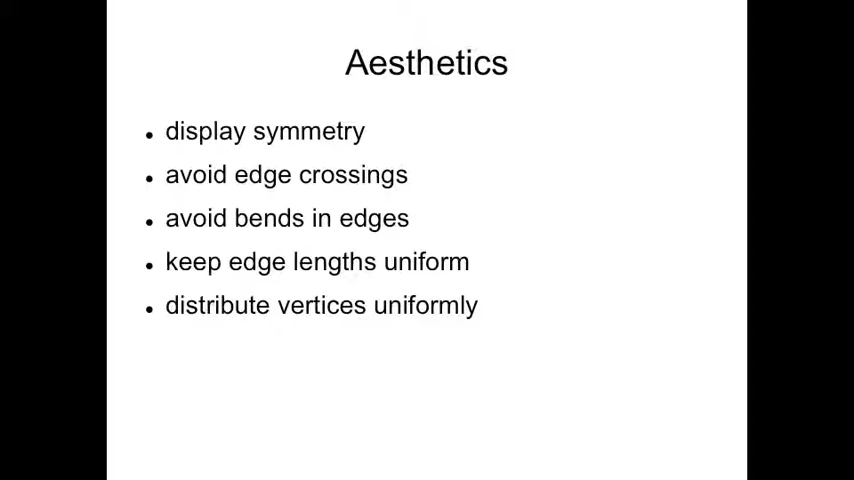 Aesthetics
• display symmetry
• avoid edge crossings
• avoid bends in edges
• keep edge lengths uniform
• distribute vertices uniformly